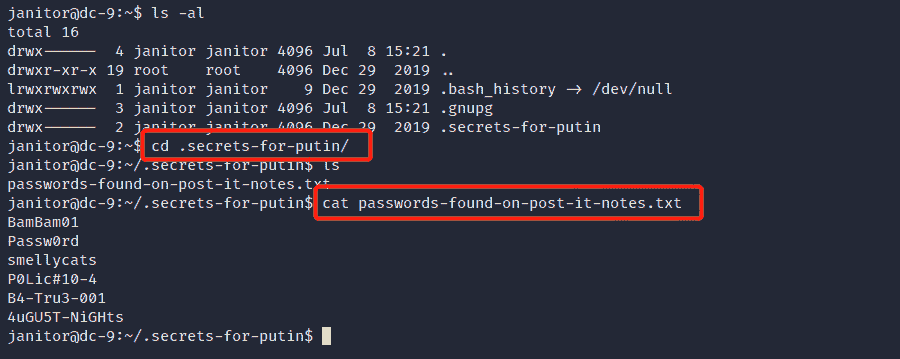 janitor@dc-9:~$ ls -al
total 16
drwx------  4 janitor janitor 4096 Jul  8 15:21 .
drwxr-xr-x 19 root    root    4096 Dec 29  2019 ..
lrwxrwxrwx  1 janitor janitor    9 Dec 29  2019 .bash_history -> /dev/null
drwx------  3 janitor janitor 4096 Jul  8 15:21 .gnupg
drwx------  2 janitor janitor 4096 Dec 29  2019 .secrets-for-putin
janitor@dc-9:~$ cd .secrets-for-putin/
janitor@dc-9:~/.secrets-for-putin$ ls
passwords-found-on-post-it-notes.txt
janitor@dc-9:~/.secrets-for-putin$ cat passwords-found-on-post-it-notes.txt
BamBam01
Passw0rd
smellycats
P0Lic#10-4
B4-Tru3-001
4uGU5T-NiGHts
janitor@dc-9:~/.secrets-for-putin$